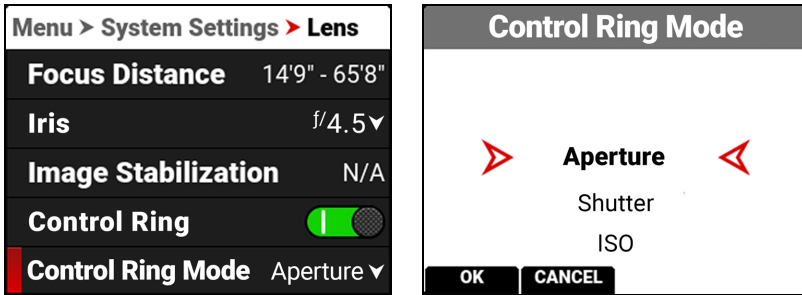 Menu > System Settings > Lens
Focus Distance 14'9" - 65'8"
Iris ƒ/4.5
Image Stabilization N/A
Control Ring
Control Ring Mode Aperture
Control Ring Mode
Aperture
Shutter
ISO
OK CANCEL